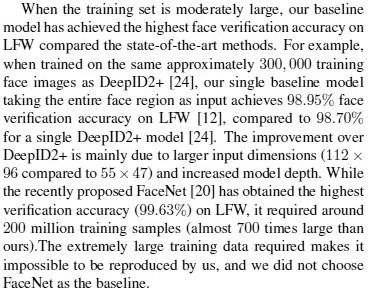 When the training set is moderately large, our baseline
model has achieved the highest face verification accuracy on
LFW compared the state-of-the-art methods. For example,
when trained on the same approximately 300, 000 training
face images as DeepID2+ [24], our single baseline model
taking the entire face region as input achieves 98.95% face
verification accuracy on LFW [12], compared to 98.70%
for a single DeepID2+ model [24]. The improvement over
DeepID2+ is mainly due to larger input dimensions (112 ×
96 compared to 55 × 47) and increased model depth. While
the recently proposed FaceNet [20] has obtained the highest
verification accuracy (99.63%) on LFW, it required around
200 million training samples (almost 700 times large than
ours).The extremely large training data required makes it
impossible to be reproduced by us, and we did not choose
FaceNet as the baseline.